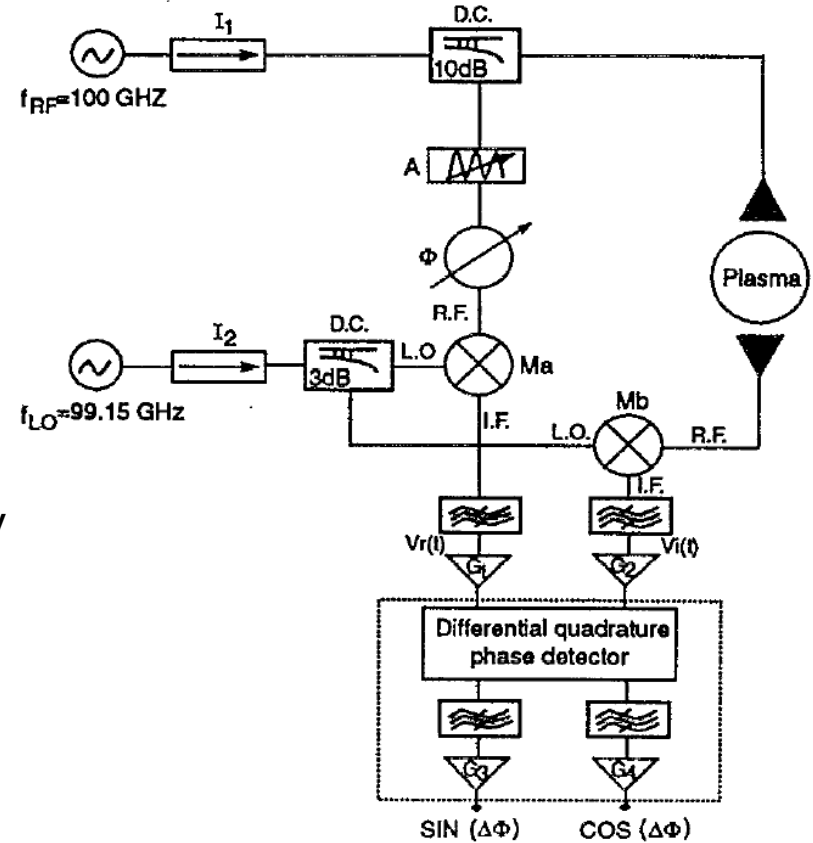 I1
D.C.
10dB
fRF=100 GHZ
A
Φ
Plasma
R.F.
I2
D.C.
L.O
3dB
Ma
fLO=99.15 GHz
I.F.
Mb
L.O.
R.F.
I.F.
Vr(t)
Vi(t)
G1
G2
Differential quadrature
phase detector
G3
G4
SIN (ΔΦ)
COS (ΔΦ)